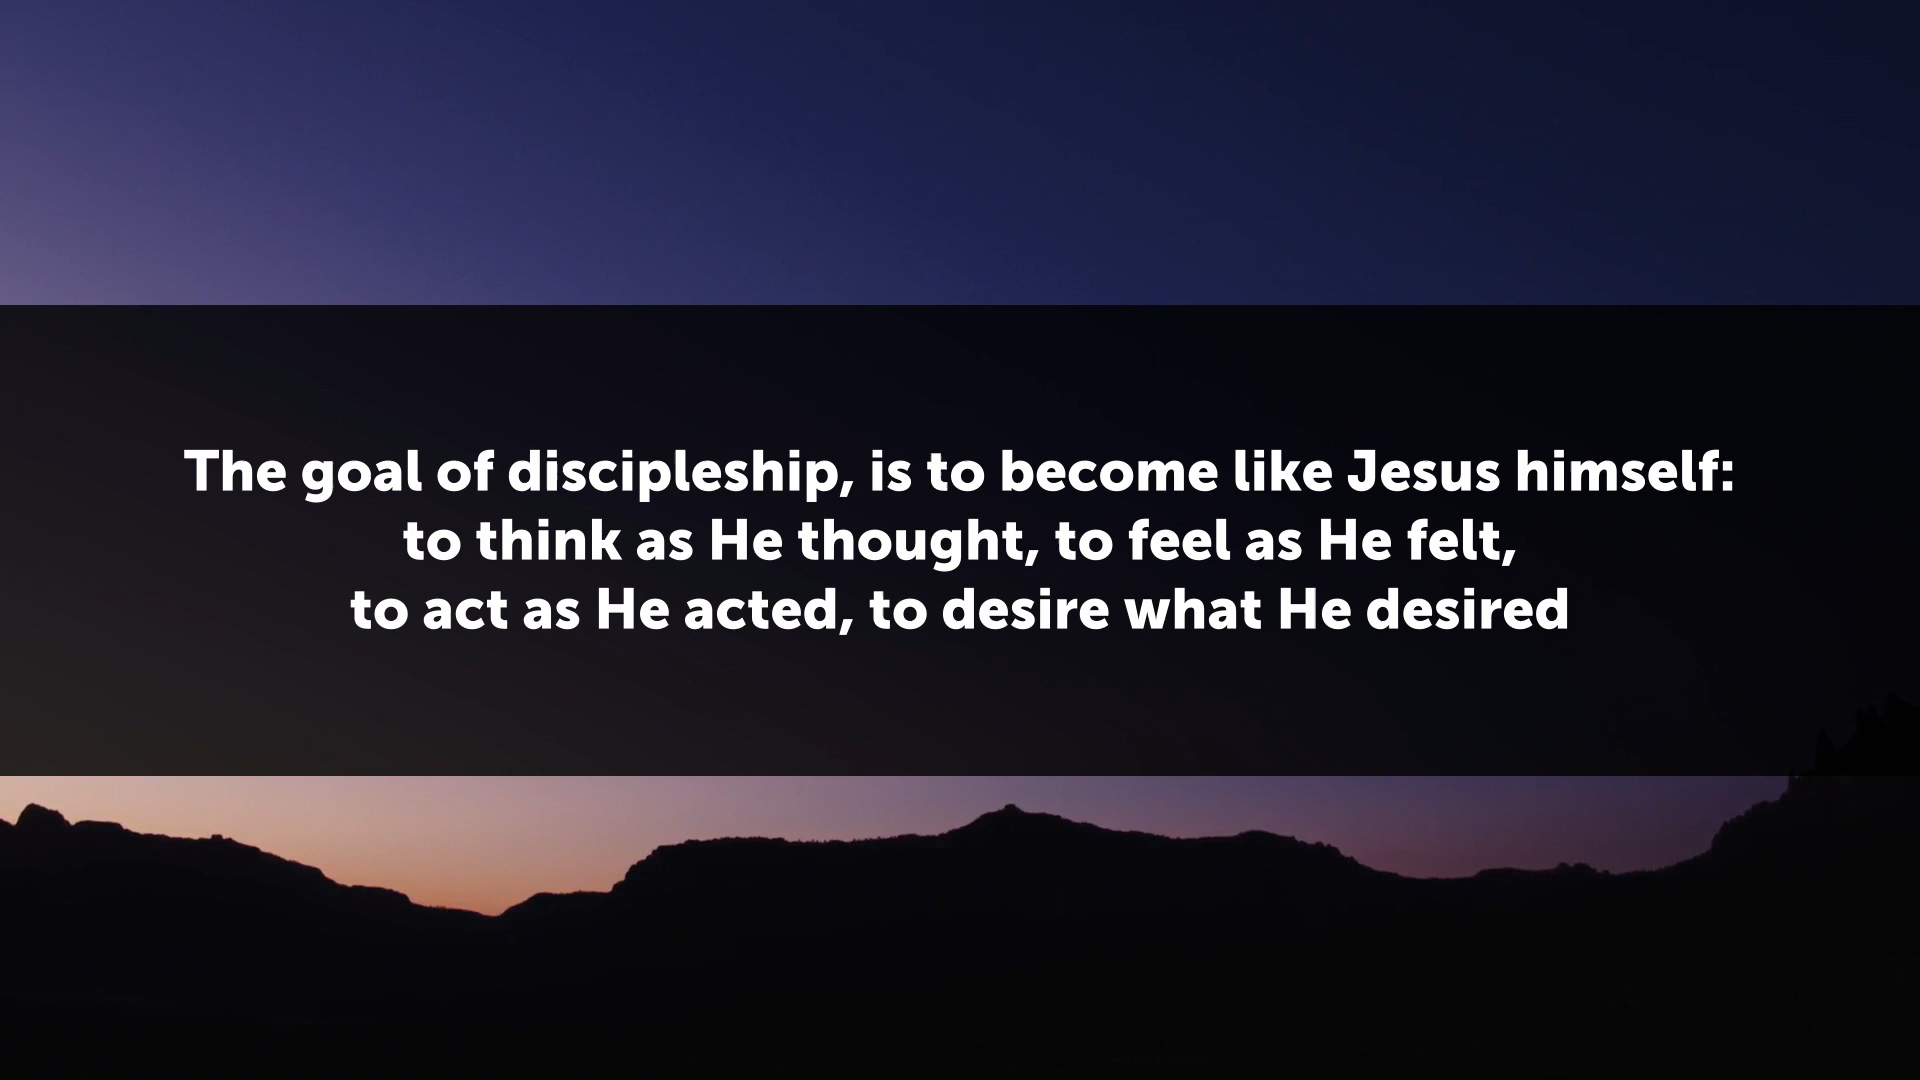 The goal of discipleship, is to become like Jesus himself:
to think as He thought, to feel as He felt,
to act as He acted, to desire what He desired